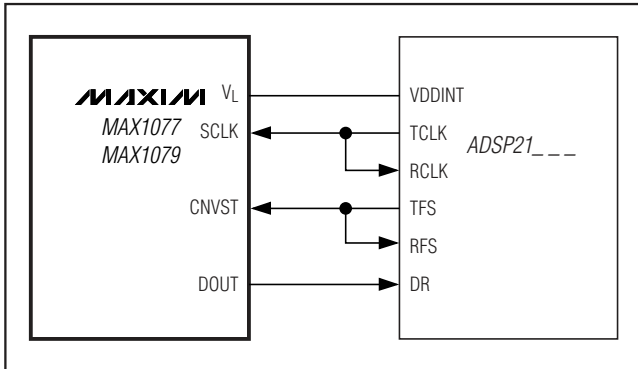 MAXIM
MAX1077
MAX1079
VL
SCLK
CNVST
DOUT
VDDINT
TCLK
RCLK
TFS
RFS
DR
ADSP21_ _ _